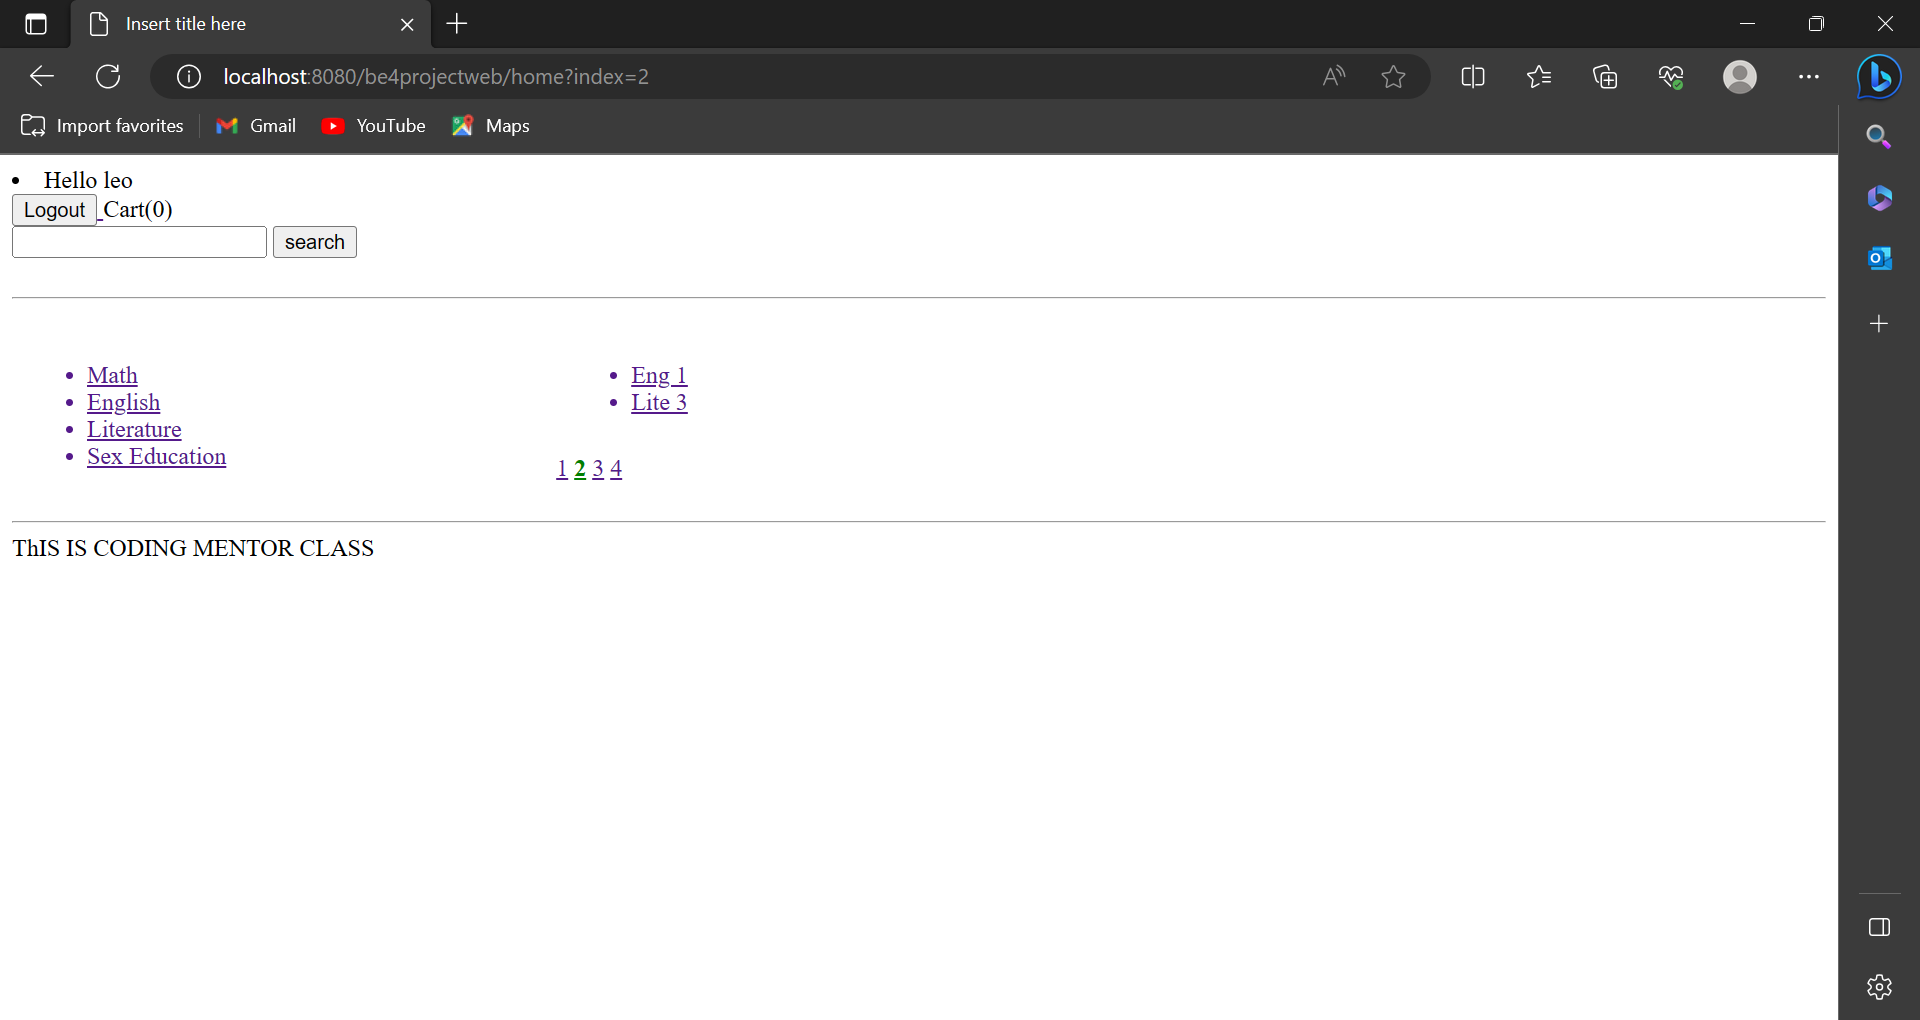 Insert title here
localhost:8080/be4projectweb/home?index=2
Import favorites Gmail YouTube Maps
• Hello leo
Logout Cart(0)
search
• Math
• English
• Literature
• Sex Education
• Eng 1
• Lite 3
1 2 3 4
ThIS IS CODING MENTOR CLASS